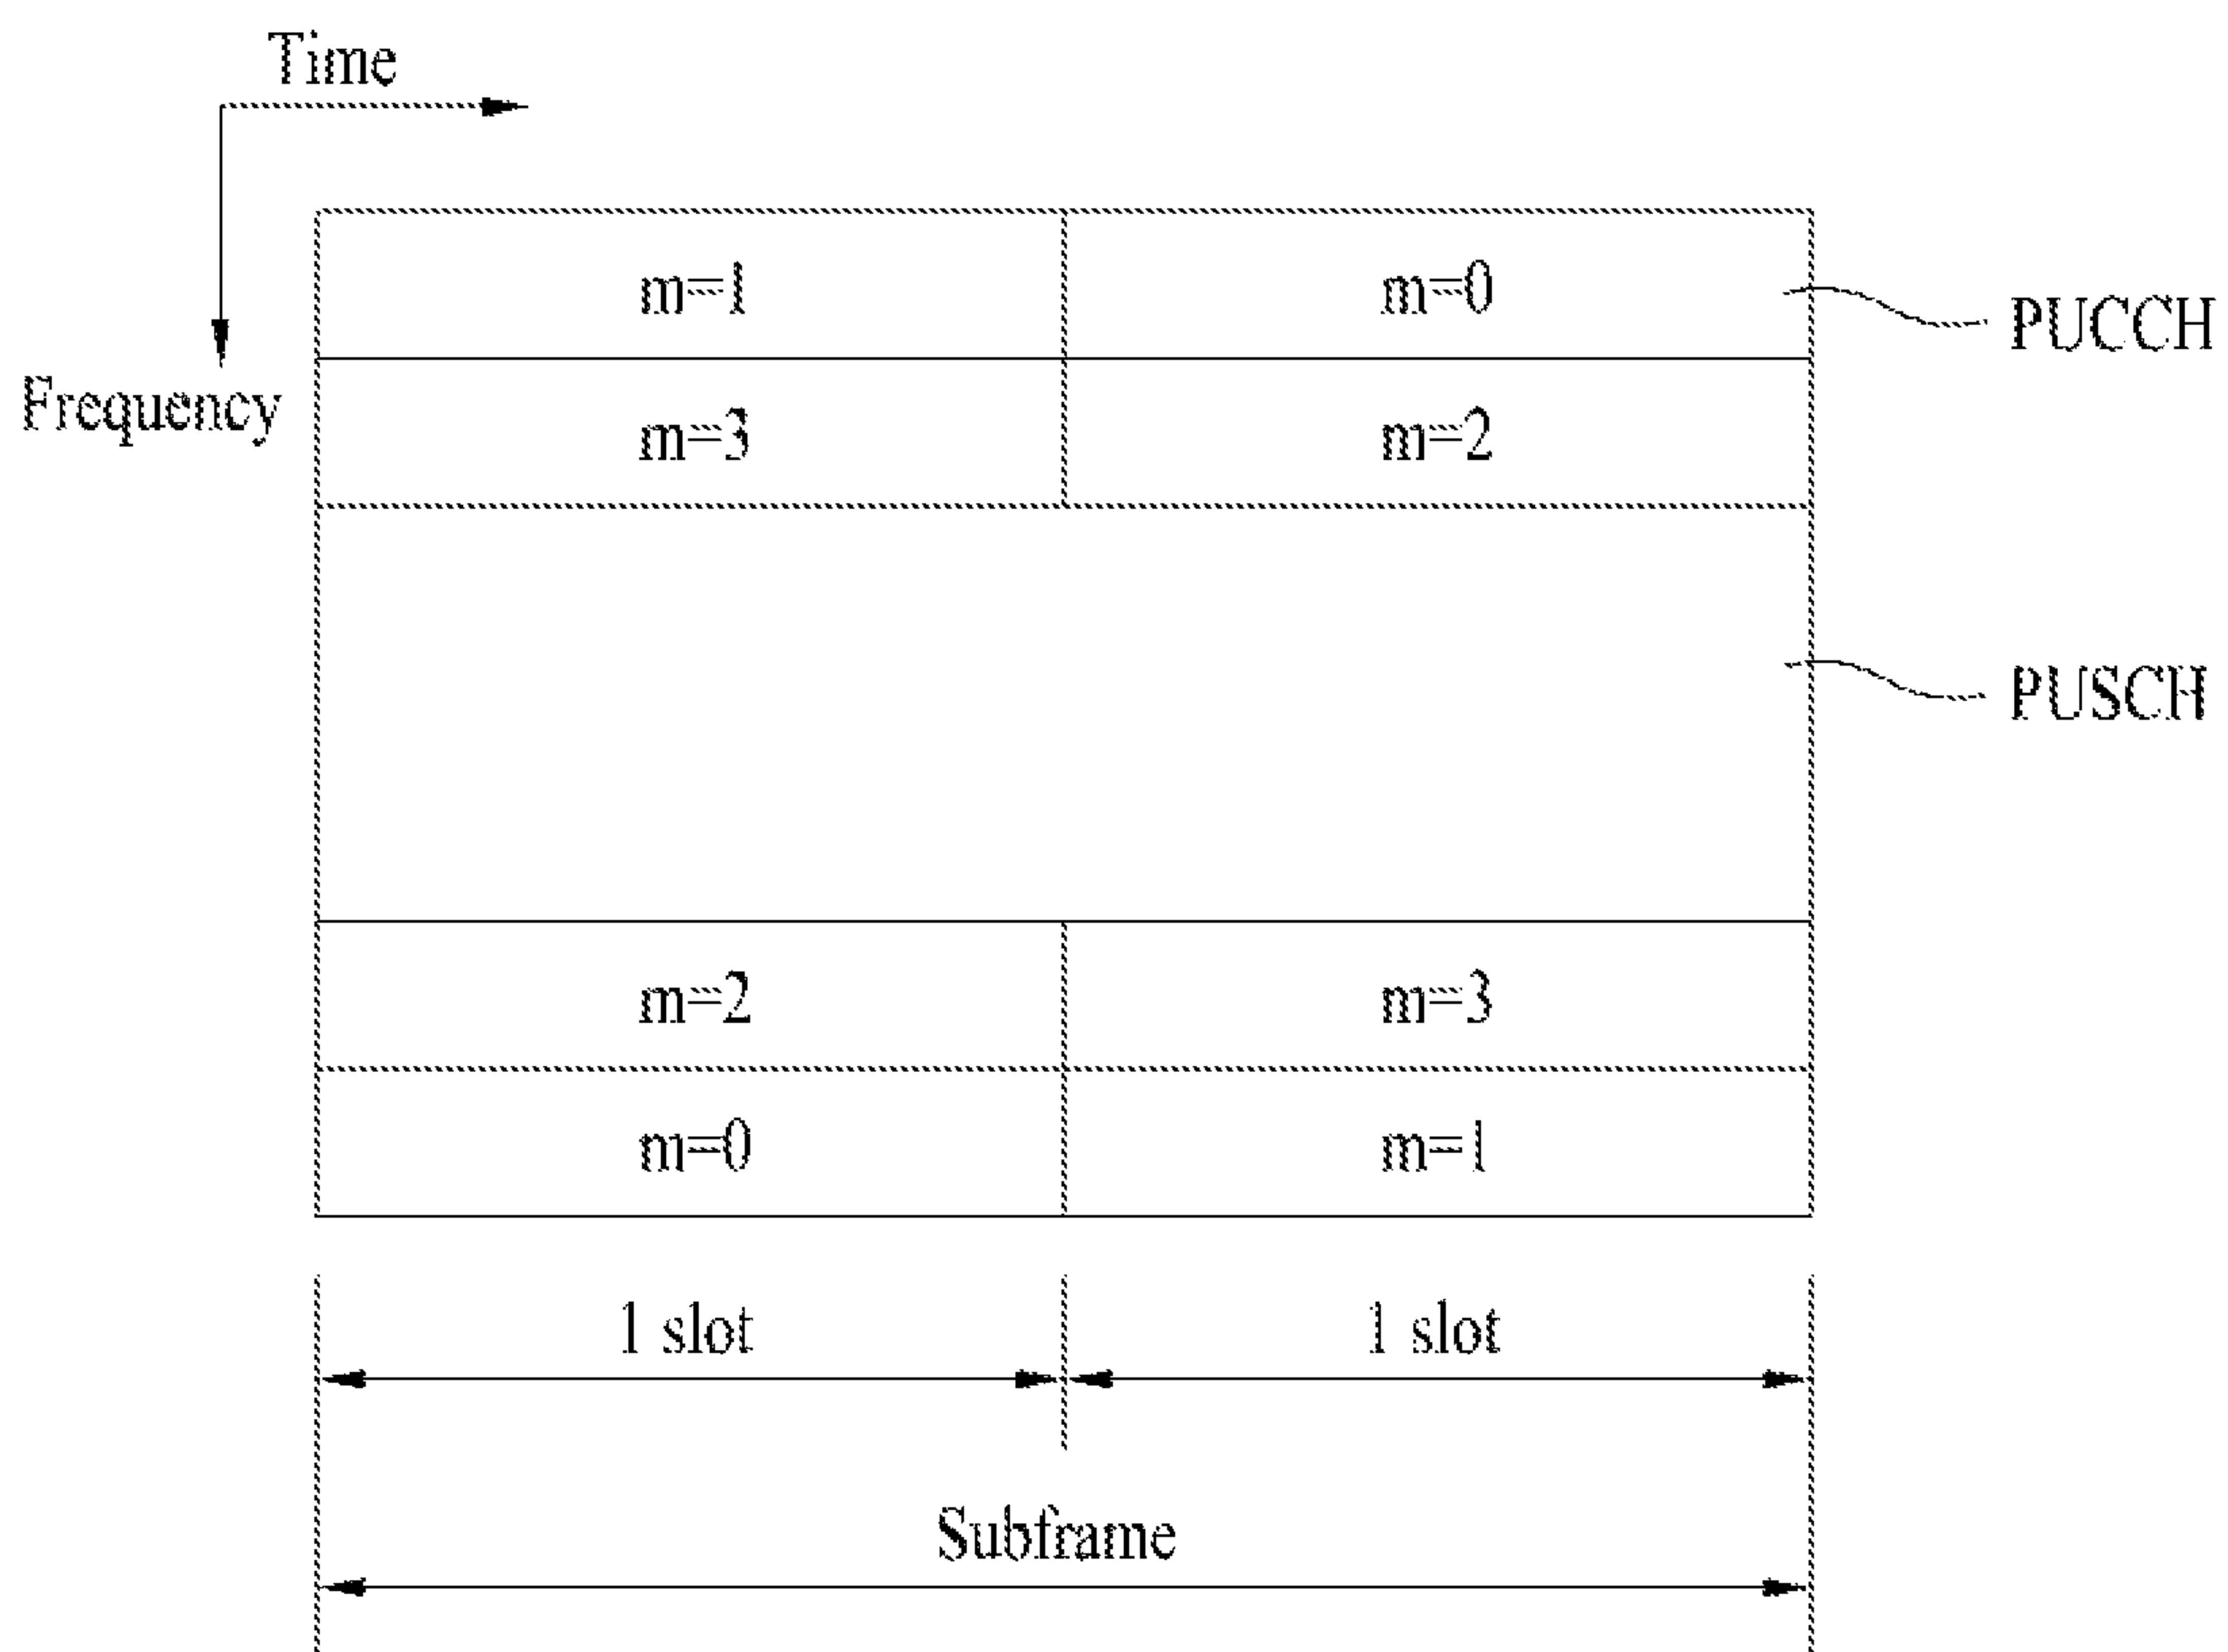 Time
Frequency
m=1
m=0
PUCCH
m=3
m=2
PUSCH
m=2
m=3
m=0
m=1
1 slot
1 slot
Subframe